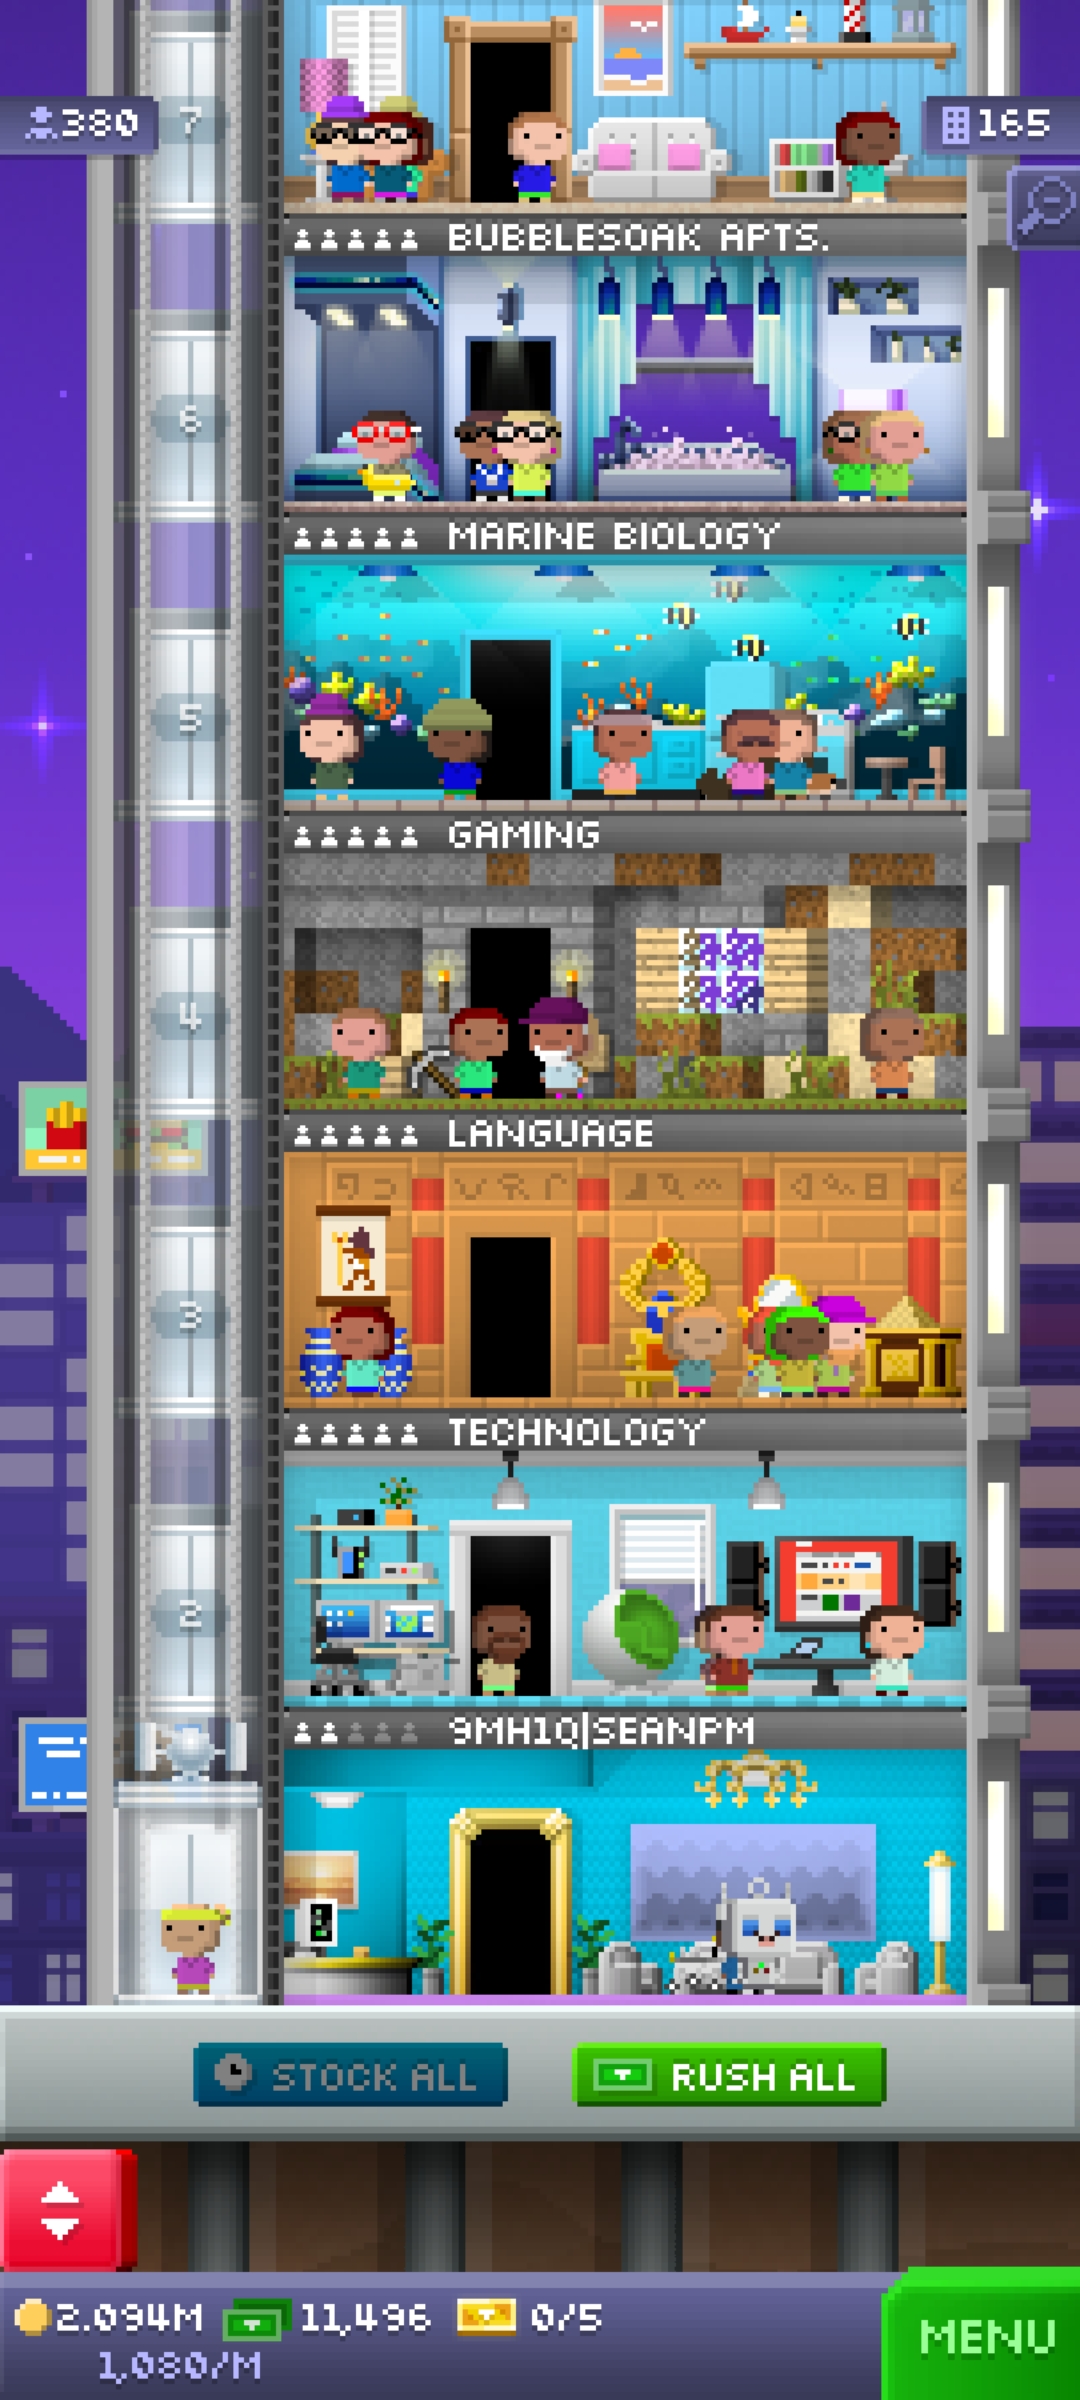 380
7
165
BUBBLESOAK APTS.
6
MARINE BIOLOGY
5
GAMING
4
LANGUAGE
3
TECHNOLOGY
2
9MH1Q|SEANPM
STOCK ALL
RUSH ALL
2.094M
11,496
0/5
1,080/M
MENU